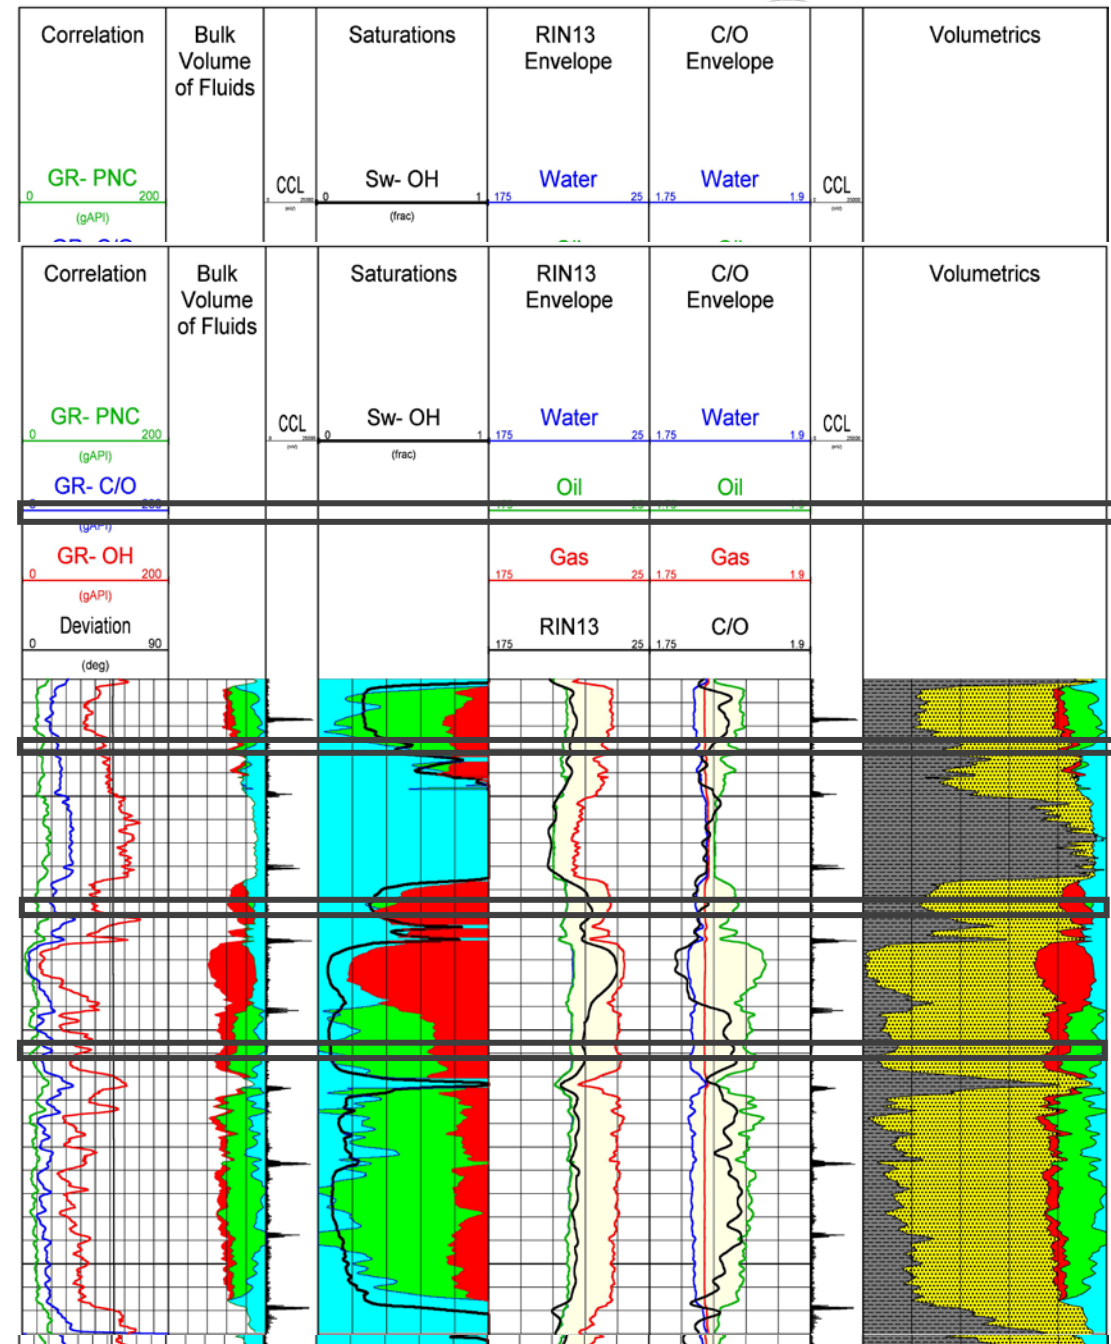 Correlation
Bulk
Volume
of Fluids
Saturations
RIN13
Envelope
C/O
Envelope
Volumetrics
GR- PNC
0 200
(gAPI)
CCL
Sw- OH
0 1
(frac)
Water
175 25
Water
1.75 1.9
CCL
Correlation
Bulk
Volume
of Fluids
Saturations
RIN13
Envelope
C/O
Envelope
Volumetrics
GR- PNC
0 200
(gAPI)
CCL
Sw- OH
0 1
(frac)
Water
175 25
Water
1.75 1.9
CCL
GR- C/O
(gAPI)
Oil
Oil
GR- OH
0 200
(gAPI)
Gas
175 25
Gas
1.75 1.9
Deviation
0 90
(deg)
RIN13
175 25
C/O
1.75 1.9